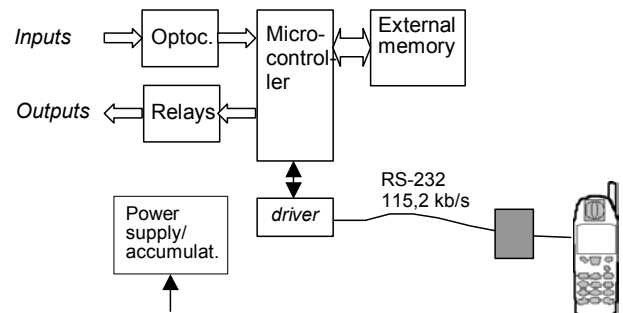 Inputs
Optoc.
Micro-
control-
ler
External
memory
Outputs
Relays
RS-232
115,2 kb/s
driver
Power
supply/
accumulat.